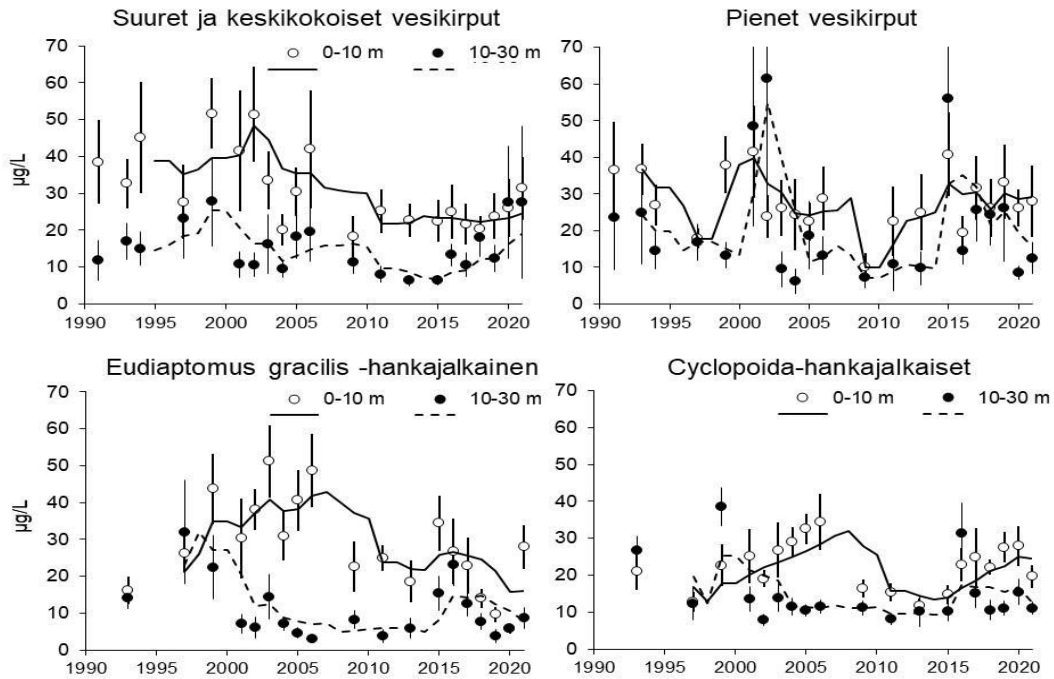 Suuret ja keskikokoiset vesikirput
µg/L
70
60
50
40
30
20
10
0
0-10 m
10-30 m
1990 1995 2000 2005 2010 2015 2020
Pienet vesikirput
70
60
50
40
30
20
10
0
1990 1995 2000 2005 2010 2015 2020
Eudiaptomus gracilis -hankajalkainen
µg/L
70
60
50
40
30
20
10
0
0-10 m
10-30 m
1990 1995 2000 2005 2010 2015 2020
Cyclopoida-hankajalkaiset
70
60
50
40
30
20
10
0
0-10 m
10-30 m
1990 1995 2000 2005 2010 2015 2020